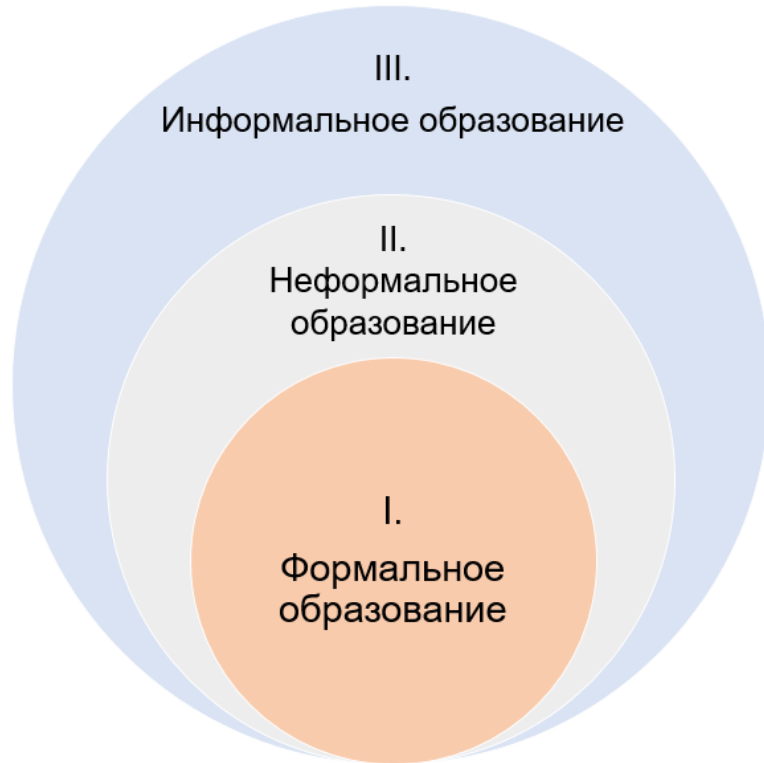 III.
Информальное образование
II.
Неформальное
образование
I.
Формальное
образование